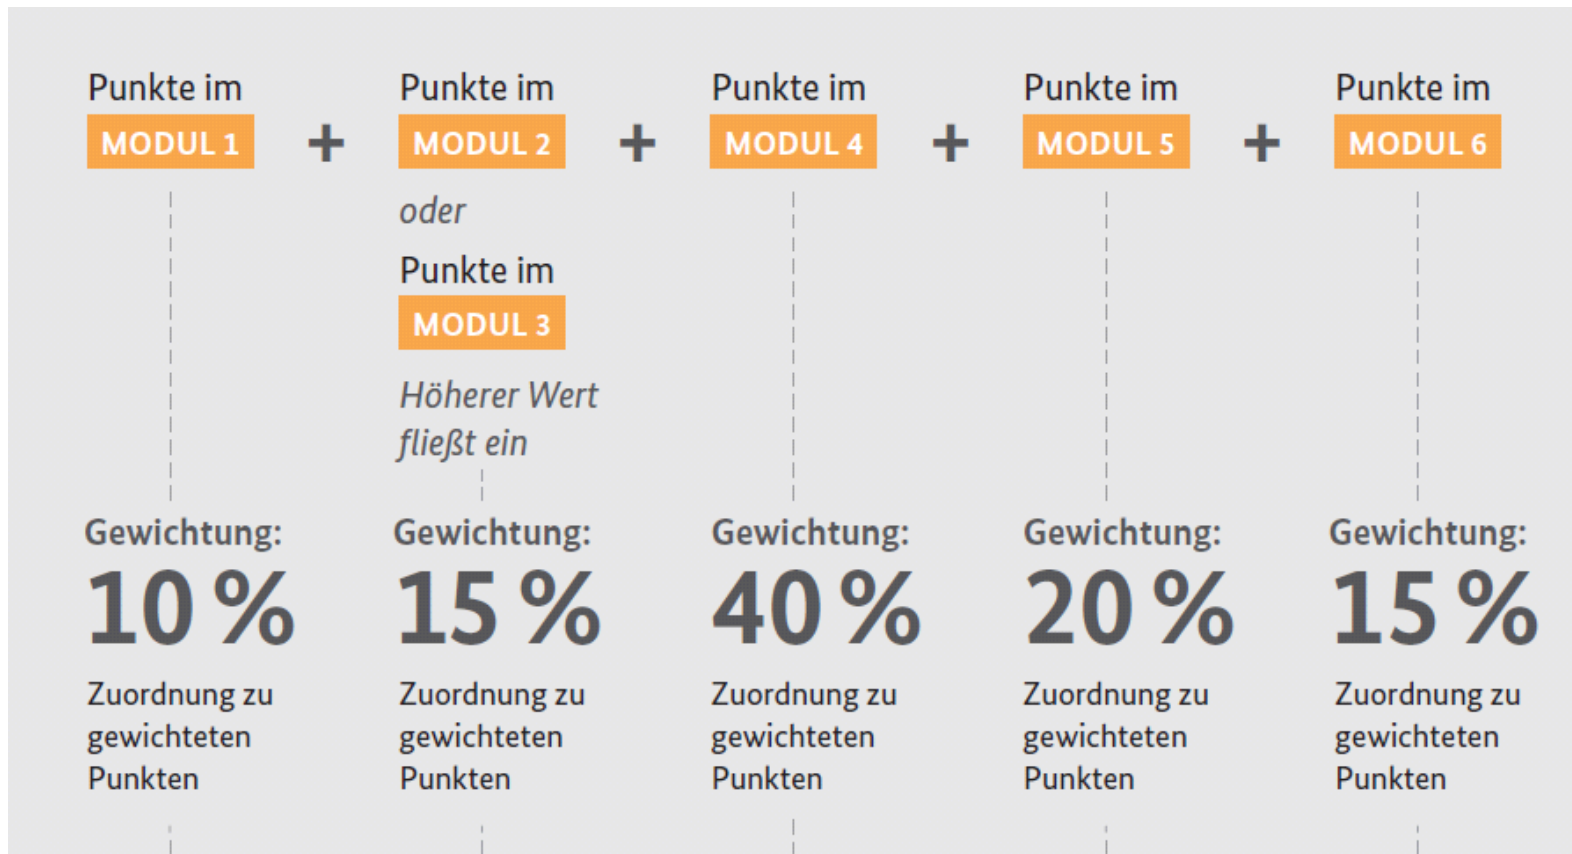 Punkte im
MODUL 1
+
Punkte im
MODUL 2
oder
Punkte im
MODUL 3
Höherer Wert
fließt ein
+
Punkte im
MODUL 4
+
Punkte im
MODUL 5
+
Punkte im
MODUL 6
Gewichtung:
10 %
Zuordnung zu
gewichteten
Punkten
Gewichtung:
15 %
Zuordnung zu
gewichteten
Punkten
Gewichtung:
40 %
Zuordnung zu
gewichteten
Punkten
Gewichtung:
20 %
Zuordnung zu
gewichteten
Punkten
Gewichtung:
15 %
Zuordnung zu
gewichteten
Punkten